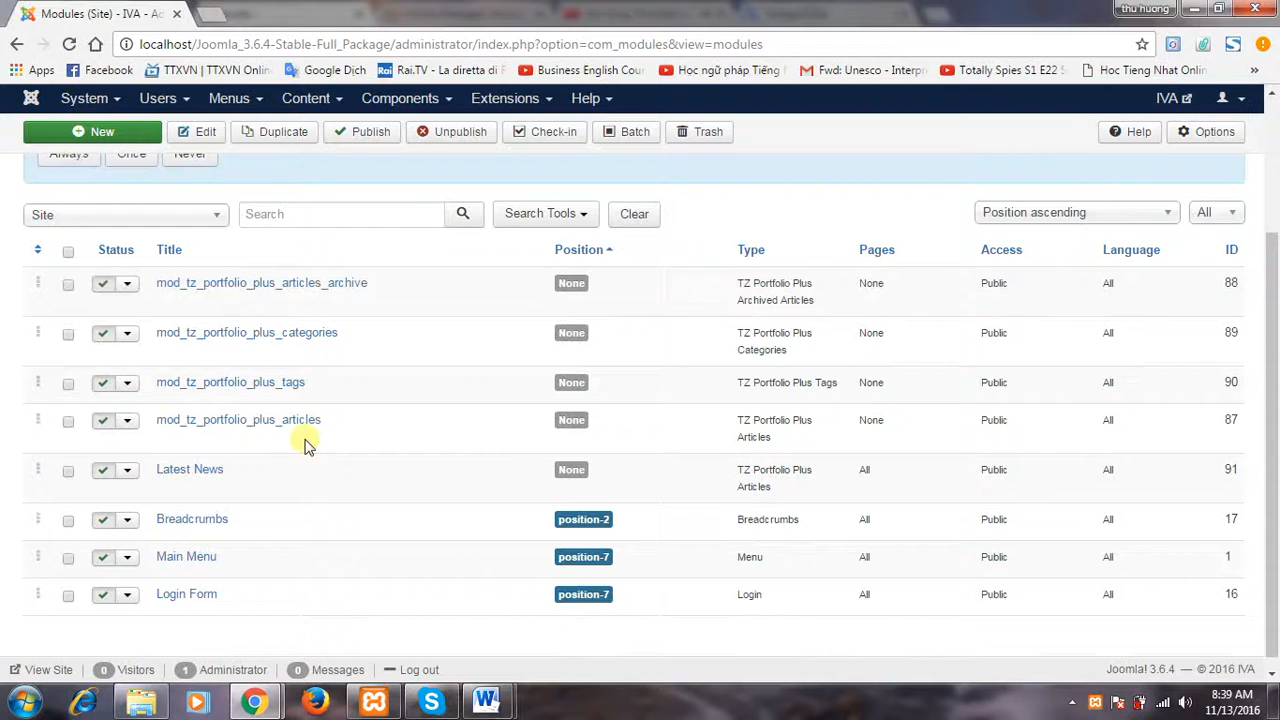 Modules (Site) - IVA
thu huong
localhost/Joomla_3.6.4-Stable-Full_Package/administrator/index.php?option=com_modules&view=modules
Apps Facebook TTXVN | TTXVN Onlin Google Dịch Rai.TV - La diretta di F Business English Cour Học ngữ pháp Tiếng Fwd: Unesco - Interpr Totally Spies S1 E22 S Hoc Tieng Nhat Onlin »
System Users Menus Content Components Extensions Help IVA
New Edit Duplicate Publish Unpublish Check-in Batch Trash Help Options
Always Once Never
Site Search Search Tools Clear Position ascending All
Status Title Position Type Pages Access Language ID
mod_tz_portfolio_plus_articles_archive None TZ Portfolio Plus Archived Articles None Public All 88
mod_tz_portfolio_plus_categories None TZ Portfolio Plus Categories None Public All 89
mod_tz_portfolio_plus_tags None TZ Portfolio Plus Tags None Public All 90
mod_tz_portfolio_plus_articles None TZ Portfolio Plus Articles None Public All 87
Latest News None TZ Portfolio Plus Articles All Public All 91
Breadcrumbs position-2 Breadcrumbs All Public All 17
Main Menu position-7 Menu All Public All 1
Login Form position-7 Login All Public All 16
View Site 0 Visitors 1 Administrator 0 Messages Log out Joomla! 3.6.4 — © 2016 IVA
8:39 AM
11/13/2016